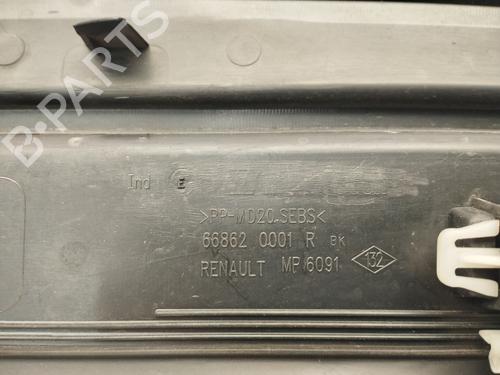 B-PARTS
Ind E
>PP-MD20.SEBS<
66862 0001 R BK
RENAULT MP 6091 132